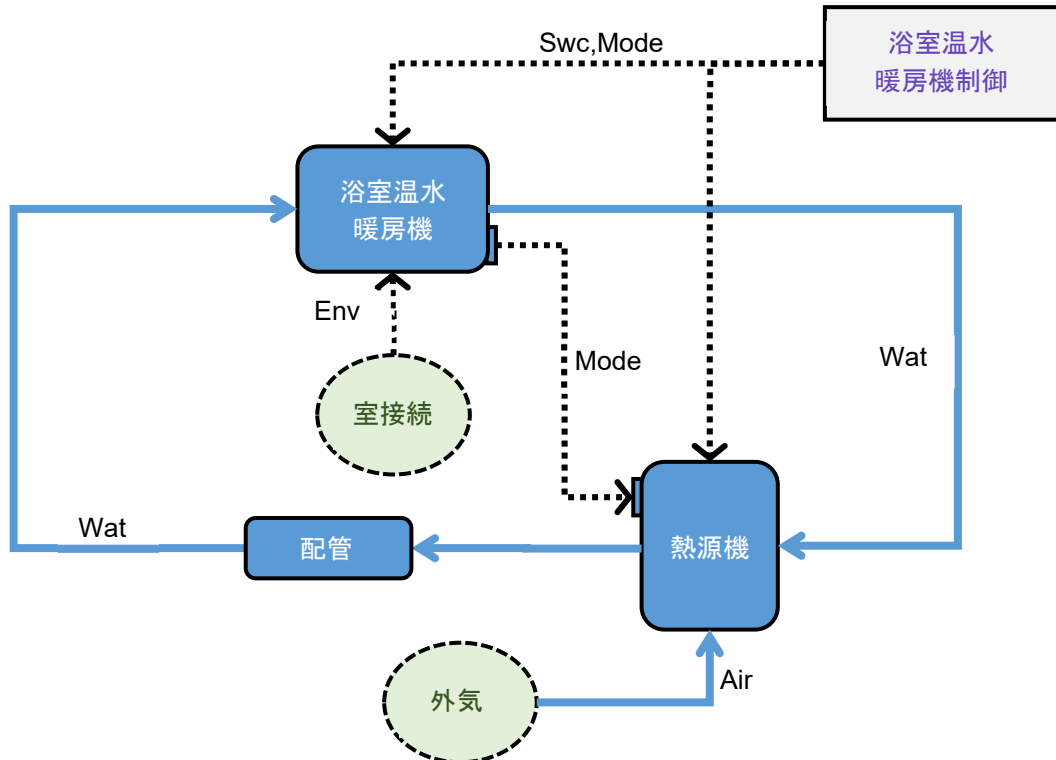 Swc,Mode
浴室温水
暖房機制御
浴室温水
暖房機
Env
Mode
Wat
室接続
Wat
配管
熱源機
Air
外気